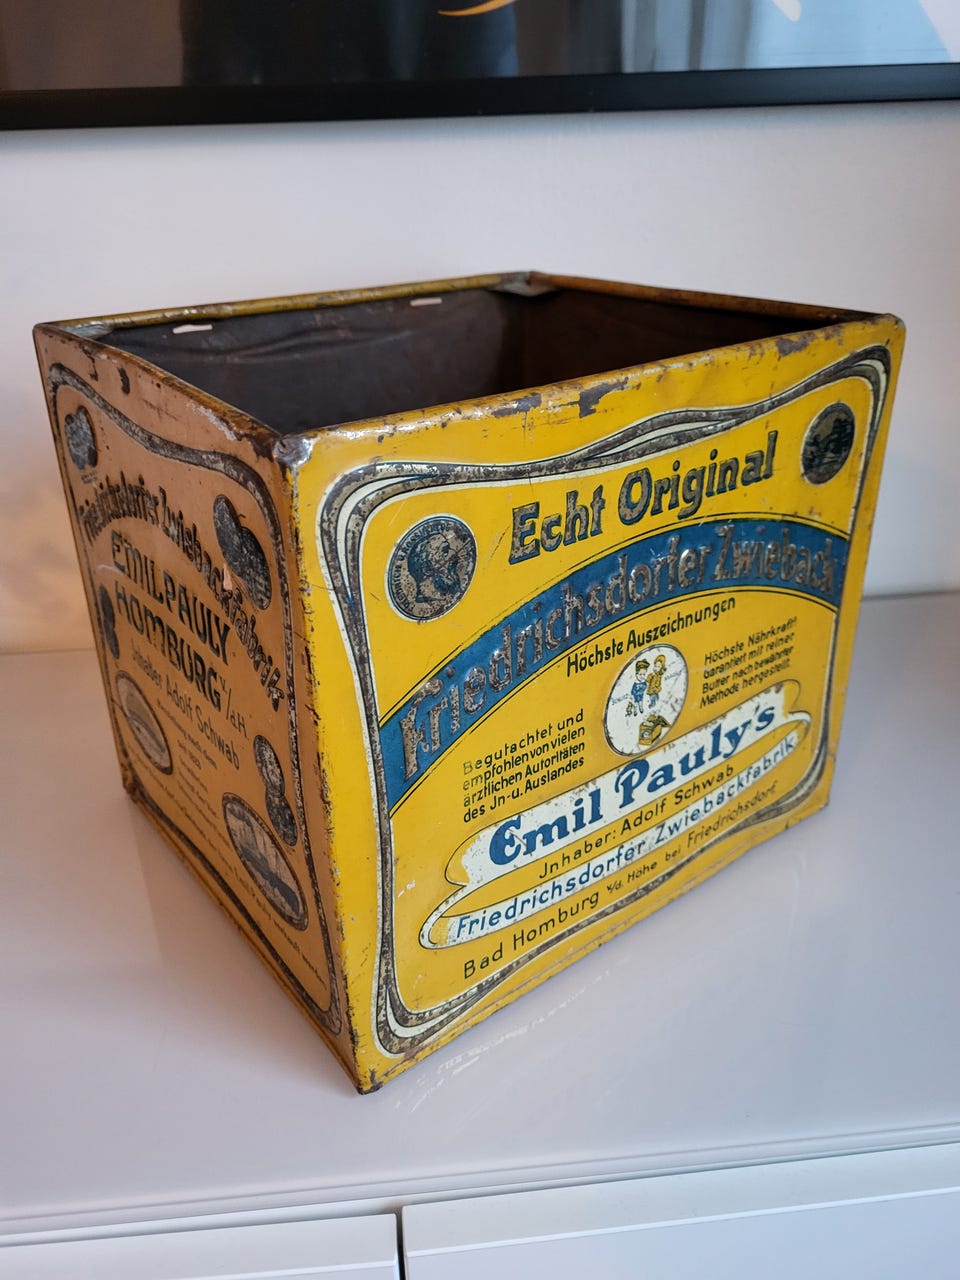 Friedrichsdorfer Zwiebackfabrik
EMIL PAULY
HOMBURG v/d.H.
Inhaber Adolf Schwab
Echt Original
Friedrichsdorfer Zwieback
Höchste Auszeichnungen
Begutachtet und
empfohlen von vielen
ärztlichen Autoritäten
des Jn-u. Auslandes
Höchste Nährkraft!
garantiert mit reiner
Butter nach bewährter
Methode hergestellt.
Emil Pauly's
Jnhaber: Adolf Schwab
Friedrichsdorfer Zwiebackfabrik
Bad Homburg v/d. Höhe bei Friedrichsdorf